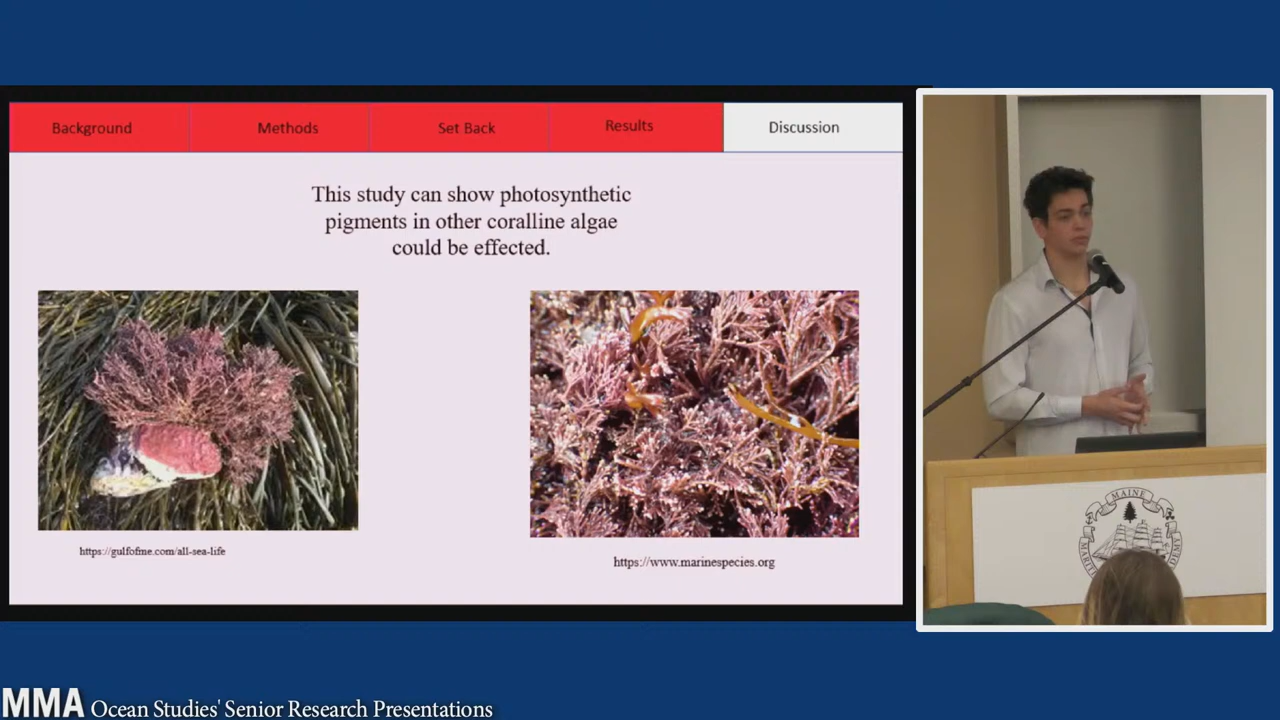 Background
Methods
Set Back
Results
Discussion
This study can show photosynthetic
pigments in other coralline algae
could be effected.
https://gulfofme.com/all-sea-life
https://www.marinespecies.org
MAINE
MMA Ocean Studies' Senior Research Presentations